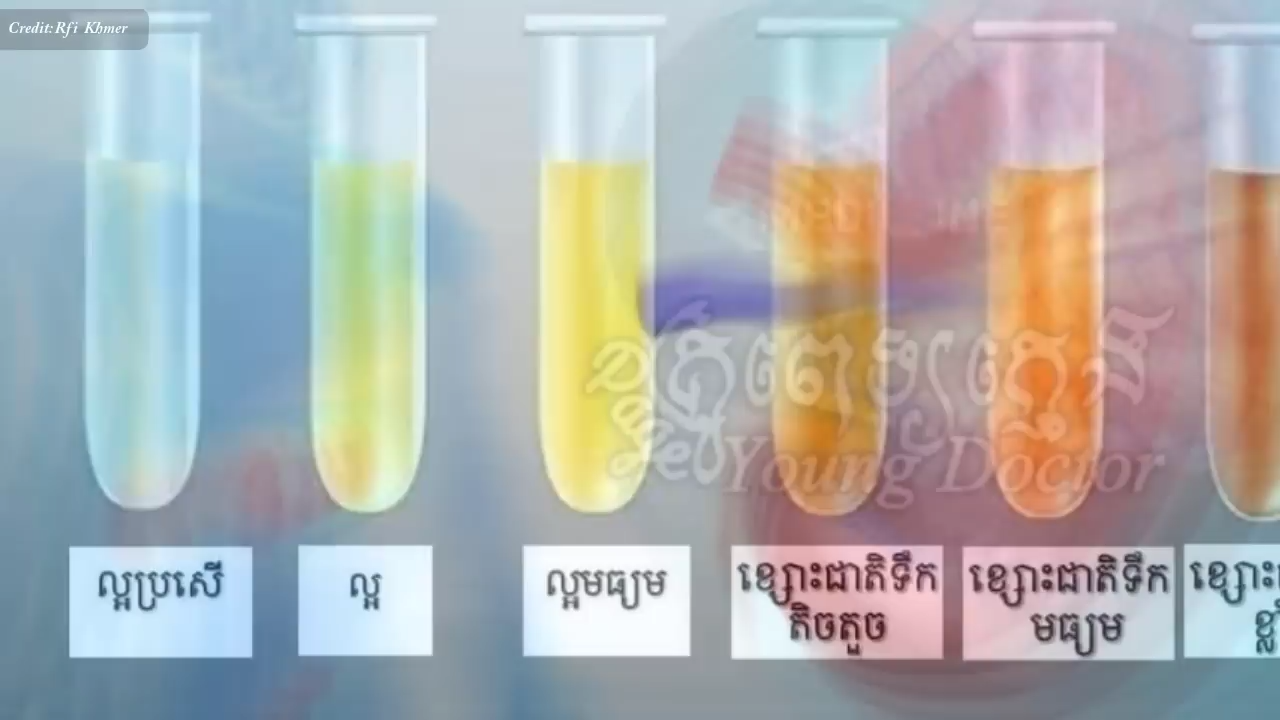 Credit:Rfi Khmer
Young Doctor
ល្អប្រសើ
ល្អ
ល្អមធ្យម
ខ្សោះជាតិទឹក
តិចតួច
ខ្សោះជាតិទឹក
មធ្យម
ខ្សោះ